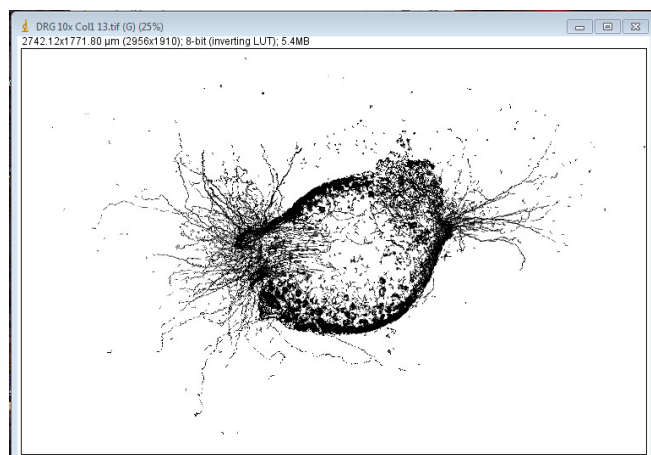 DRG 10x Col1 13.tif (G) (25%)
2742.12x1771.80 µm (2956x1910); 8-bit (inverting LUT); 5.4MB